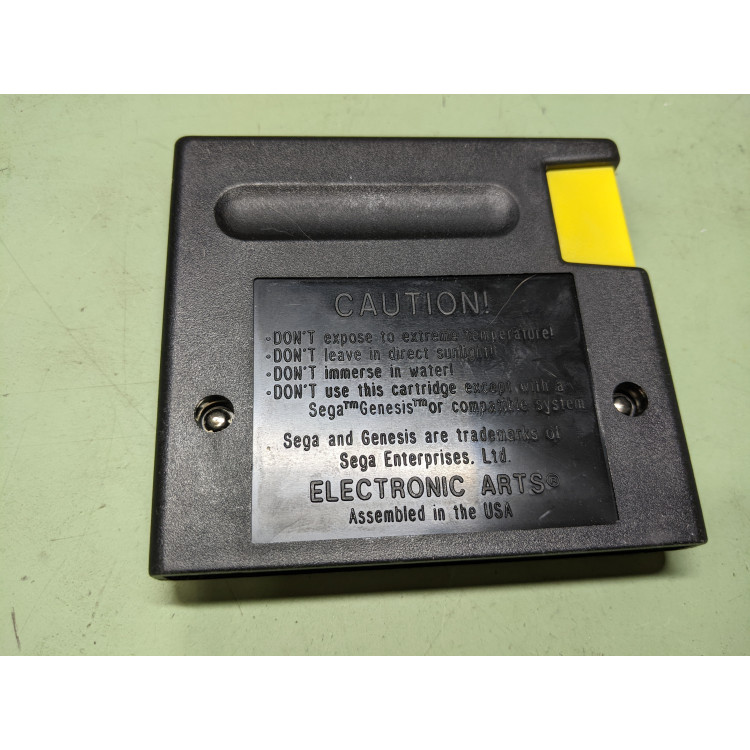 CAUTION!
•DON'T expose to extreme temperature!
•DON'T leave in direct sunlight!
•DON'T immerse in water!
•DON'T use this cartridge except with a
Sega™Genesis™or compatible system
Sega and Genesis are trademarks of
Sega Enterprises, Ltd.
ELECTRONIC ARTS®
Assembled in the USA